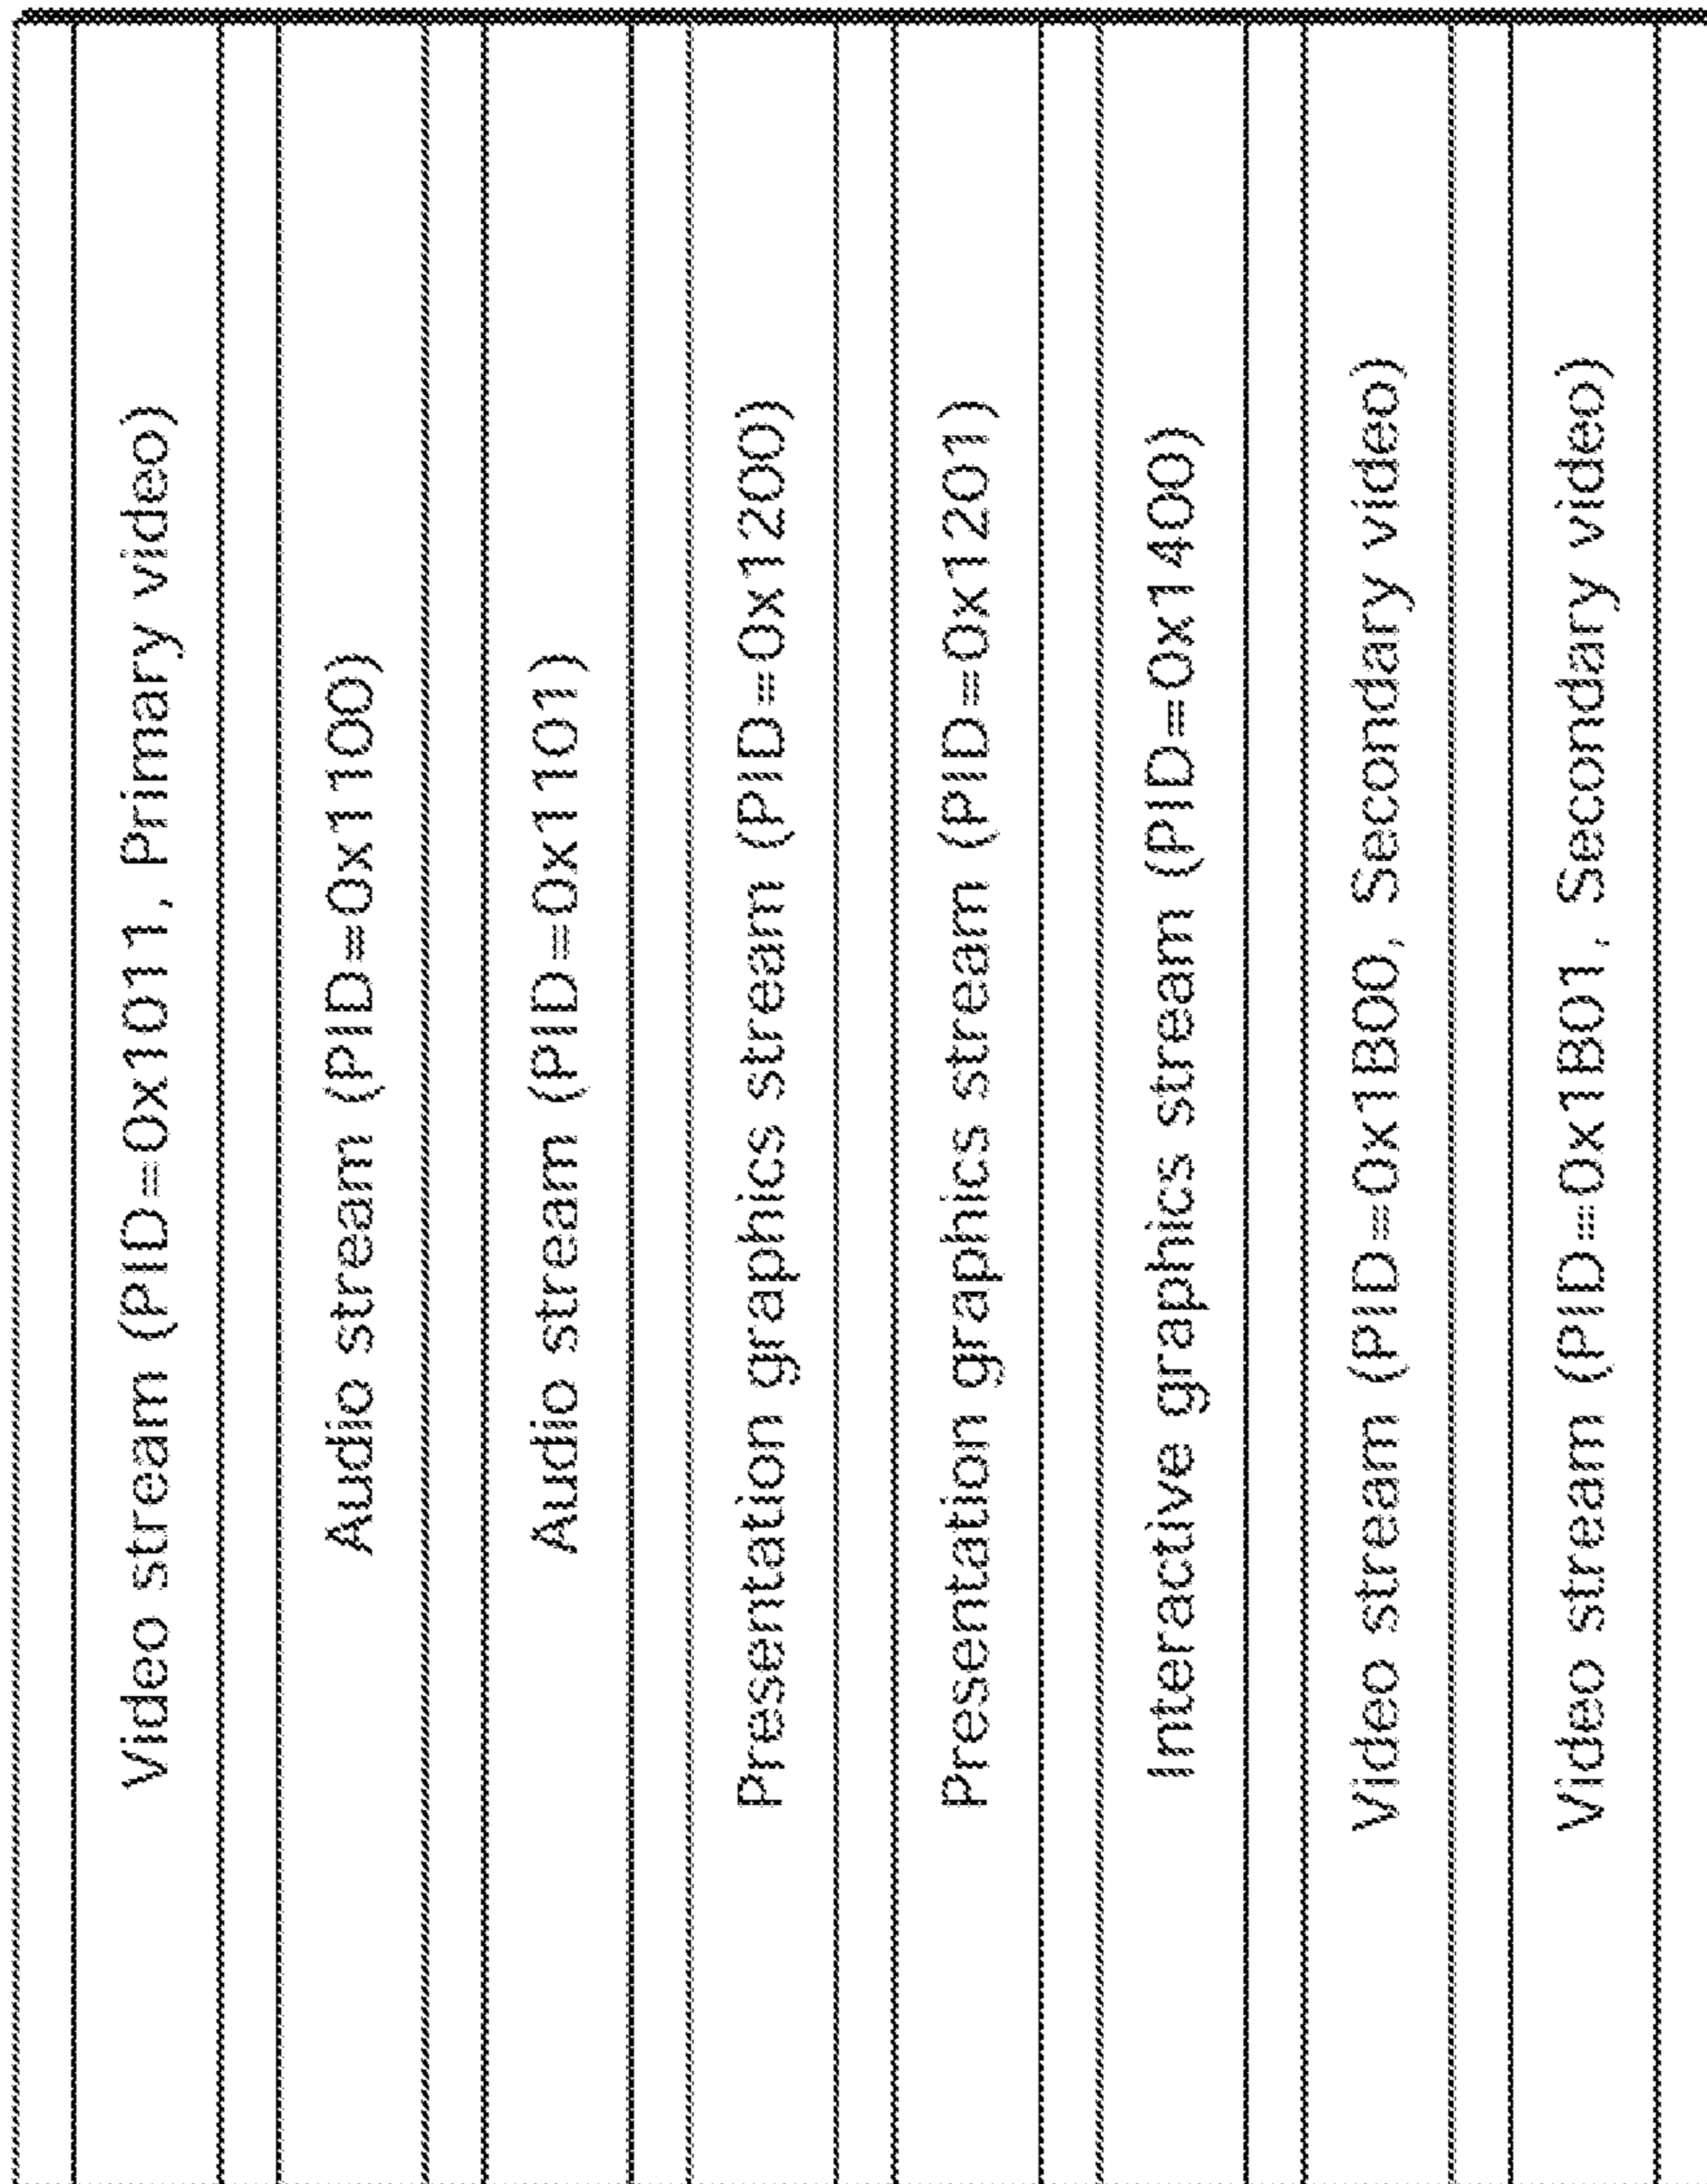 Video stream (PID=0x1011, Primary video)
Audio stream (PID=0x1100)
Audio stream (PID=0x1101)
Presentation graphics stream (PID=0x1200)
Presentation graphics stream (PID=0x1201)
Interactive graphics stream (PID=0x1400)
Video stream (PID=0x1B00, Secondary video)
Video stream (PID=0x1B01, Secondary video)